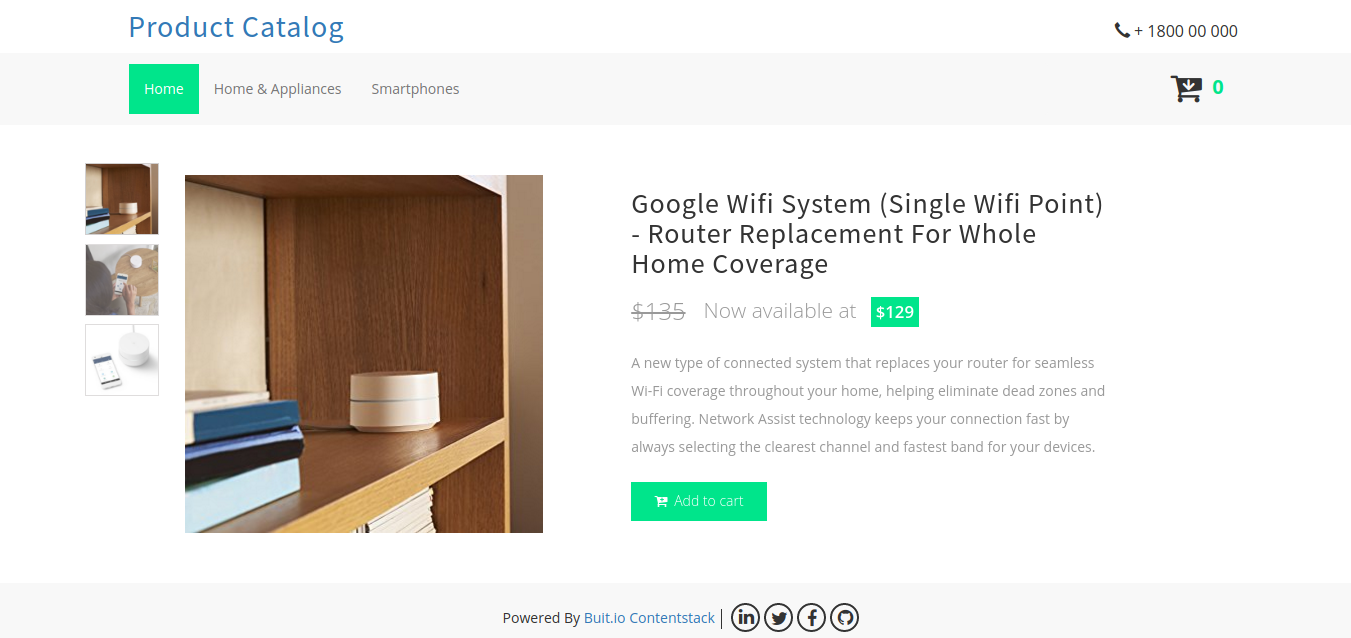 Product Catalog
+ 1800 00 000
Home
Home & Appliances
Smartphones
0
Google Wifi System (Single Wifi Point)
- Router Replacement For Whole
Home Coverage
$135 Now available at $129
A new type of connected system that replaces your router for seamless
Wi-Fi coverage throughout your home, helping eliminate dead zones and
buffering. Network Assist technology keeps your connection fast by
always selecting the clearest channel and fastest band for your devices.
Add to cart
Powered By Buit.io Contentstack |